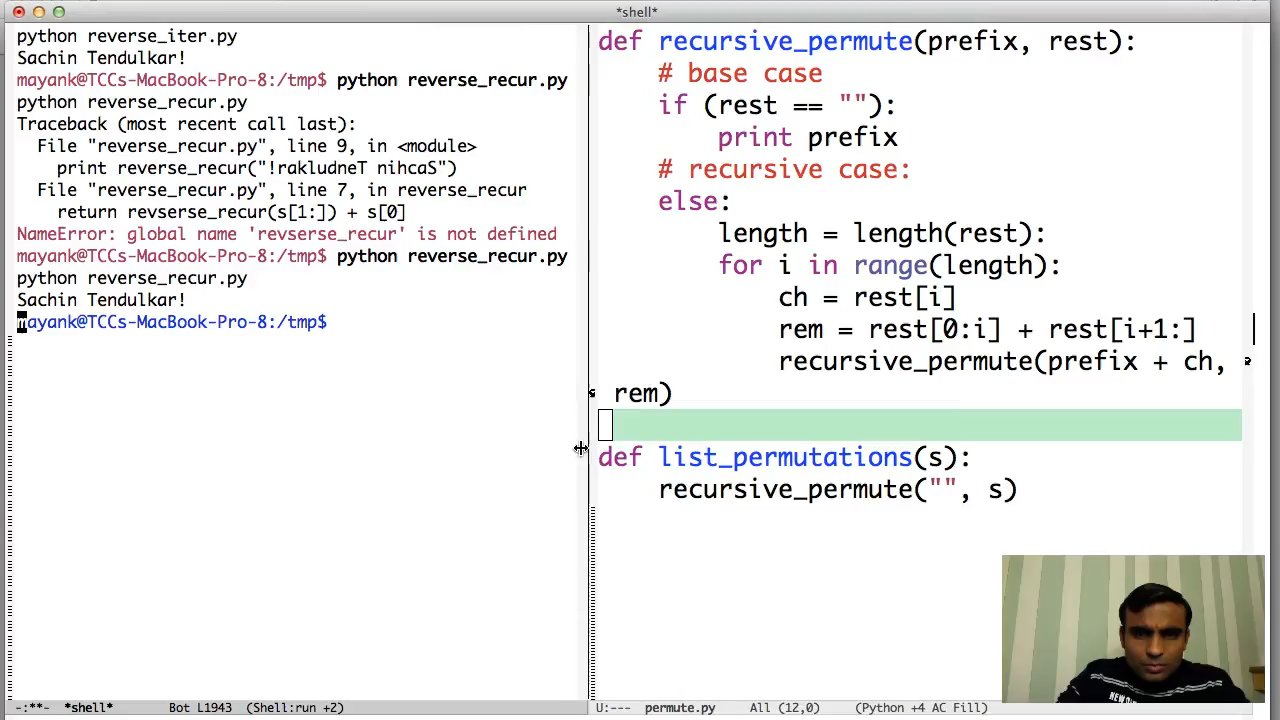 *shell*
python reverse_iter.py
Sachin Tendulkar!
mayank@TCCs-MacBook-Pro-8:/tmp$ python reverse_recur.py
python reverse_recur.py
Traceback (most recent call last):
  File "reverse_recur.py", line 9, in <module>
    print reverse_recur("!rakludneT nihcaS")
  File "reverse_recur.py", line 7, in reverse_recur
    return revserse_recur(s[1:]) + s[0]
NameError: global name 'revserse_recur' is not defined
mayank@TCCs-MacBook-Pro-8:/tmp$ python reverse_recur.py
python reverse_recur.py
Sachin Tendulkar!
mayank@TCCs-MacBook-Pro-8:/tmp$
-:**-  *shell*      Bot L1943  (Shell:run +2)
def recursive_permute(prefix, rest):
    # base case
    if (rest == ""):
        print prefix
    # recursive case:
    else:
        length = length(rest):
        for i in range(length):
            ch = rest[i]
            rem = rest[0:i] + rest[i+1:]
            recursive_permute(prefix + ch,
 rem)
def list_permutations(s):
    recursive_permute("", s)
U:---  permute.py     All (12,0)     (Python +4 AC Fill)
NEW OUT